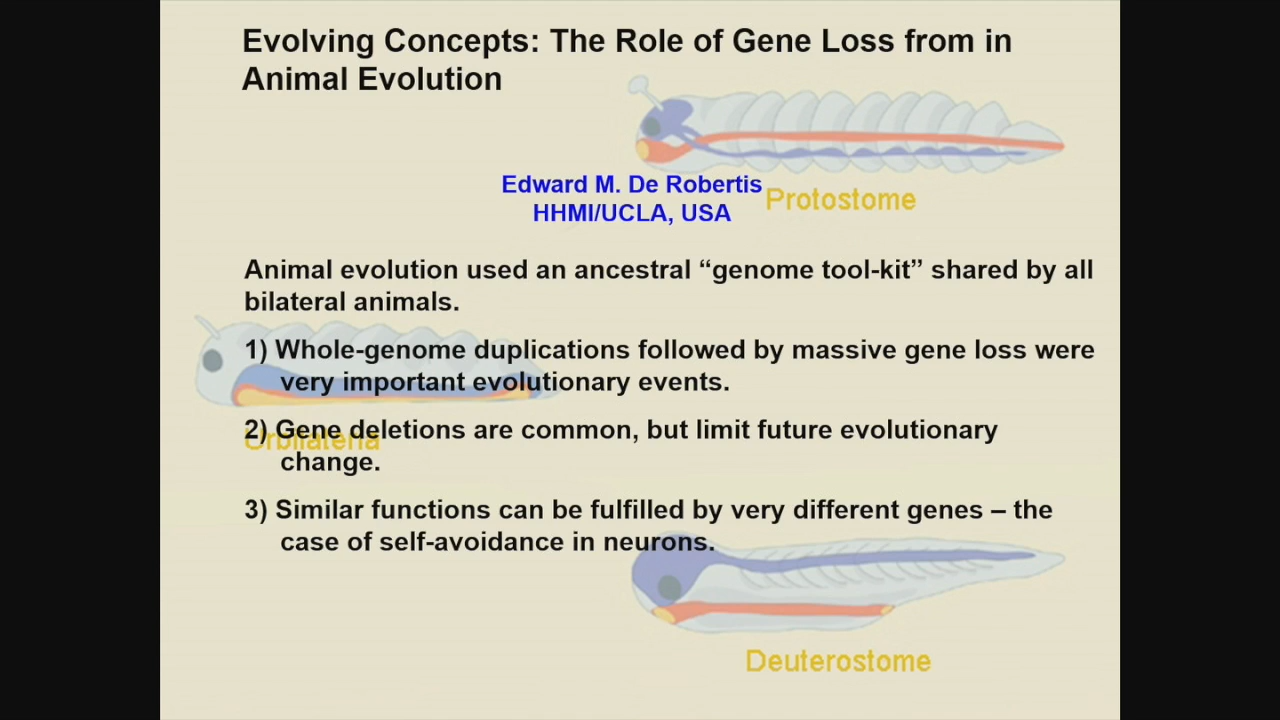 Evolving Concepts: The Role of Gene Loss from in
Animal Evolution
Edward M. De Robertis
HHMI/UCLA, USA
Protostome
Animal evolution used an ancestral “genome tool-kit” shared by all
bilateral animals.
1) Whole-genome duplications followed by massive gene loss were
very important evolutionary events.
2) Gene deletions are common, but limit future evolutionary
Urbilateria
change.
3) Similar functions can be fulfilled by very different genes – the
case of self-avoidance in neurons.
Deuterostome